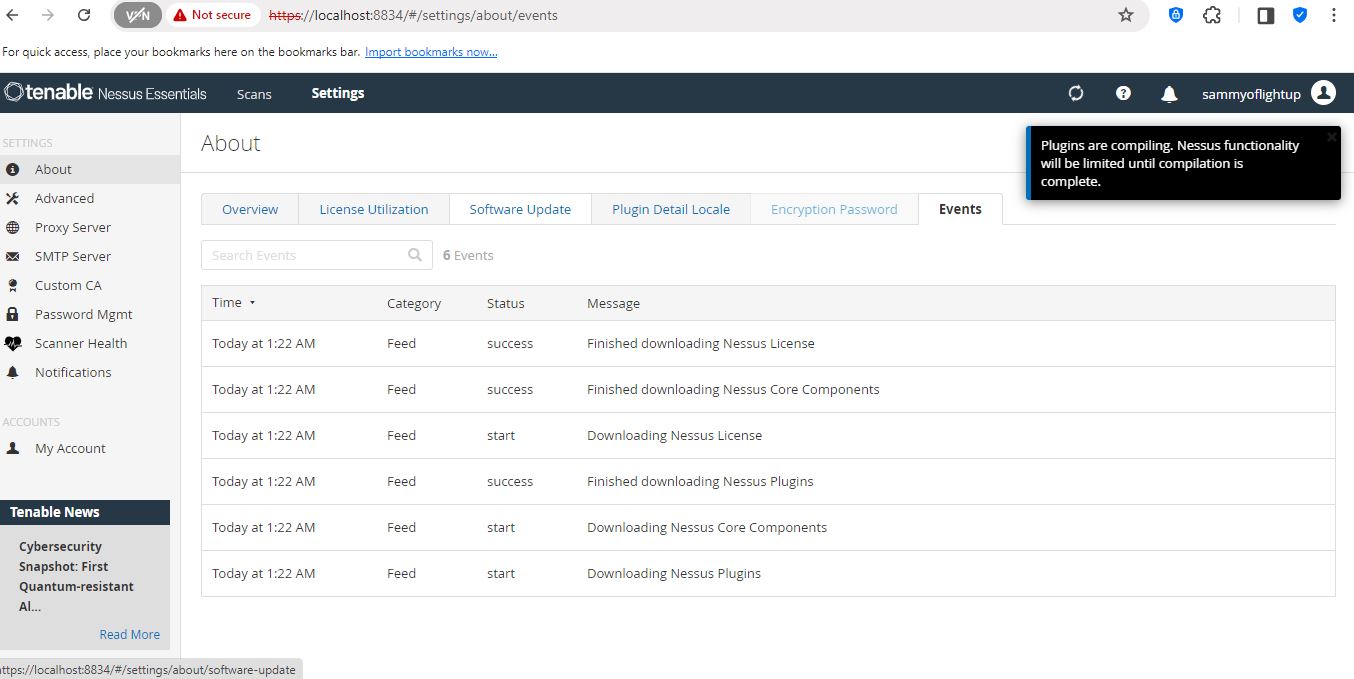 VPN
Not secure
https://localhost:8834/#/settings/about/events
For quick access, place your bookmarks here on the bookmarks bar. Import bookmarks now...
tenable Nessus Essentials
Scans
Settings
sammyoflightup
SETTINGS
About
Advanced
Proxy Server
SMTP Server
Custom CA
Password Mgmt
Scanner Health
Notifications
ACCOUNTS
My Account
Tenable News
Cybersecurity
Snapshot: First
Quantum-resistant
Al...
Read More
About
Plugins are compiling. Nessus functionality
will be limited until compilation is
complete.
Overview
License Utilization
Software Update
Plugin Detail Locale
Encryption Password
Events
Search Events
6 Events
Time Category Status Message
Today at 1:22 AM Feed success Finished downloading Nessus License
Today at 1:22 AM Feed success Finished downloading Nessus Core Components
Today at 1:22 AM Feed start Downloading Nessus License
Today at 1:22 AM Feed success Finished downloading Nessus Plugins
Today at 1:22 AM Feed start Downloading Nessus Core Components
Today at 1:22 AM Feed start Downloading Nessus Plugins
ttps://localhost:8834/#/settings/about/software-update